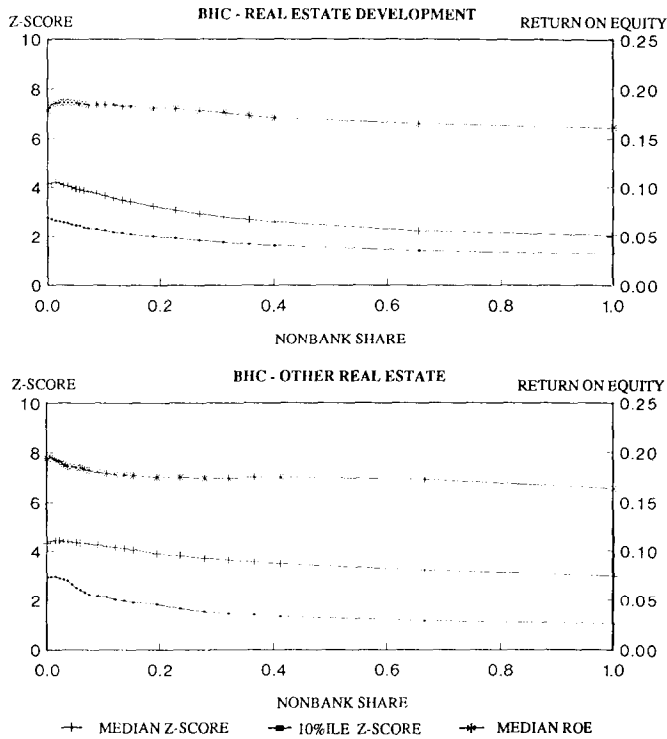 BHC - REAL ESTATE DEVELOPMENT
Z-SCORE RETURN ON EQUITY
10 0.25
8 0.20
6 0.15
4 0.10
2 0.05
0 0.00
0.0 0.2 0.4 0.6 0.8 1.0
NONBANK SHARE
BHC - OTHER REAL ESTATE
Z-SCORE RETURN ON EQUITY
10 0.25
8 0.20
6 0.15
4 0.10
2 0.05
0 0.00
0.0 0.2 0.4 0.6 0.8 1.0
NONBANK SHARE
MEDIAN Z-SCORE 10%ILE Z-SCORE MEDIAN ROE